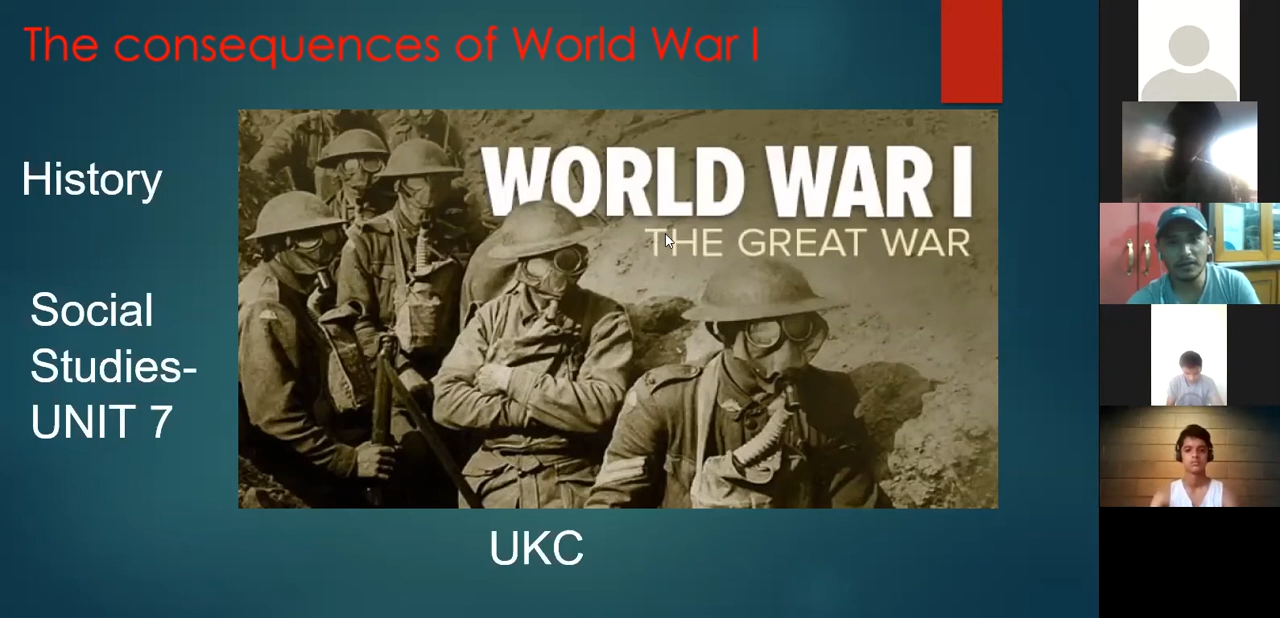 The consequences of World War I
History
WORLD WAR I
THE GREAT WAR
Social
Studies-
UNIT 7
UKC